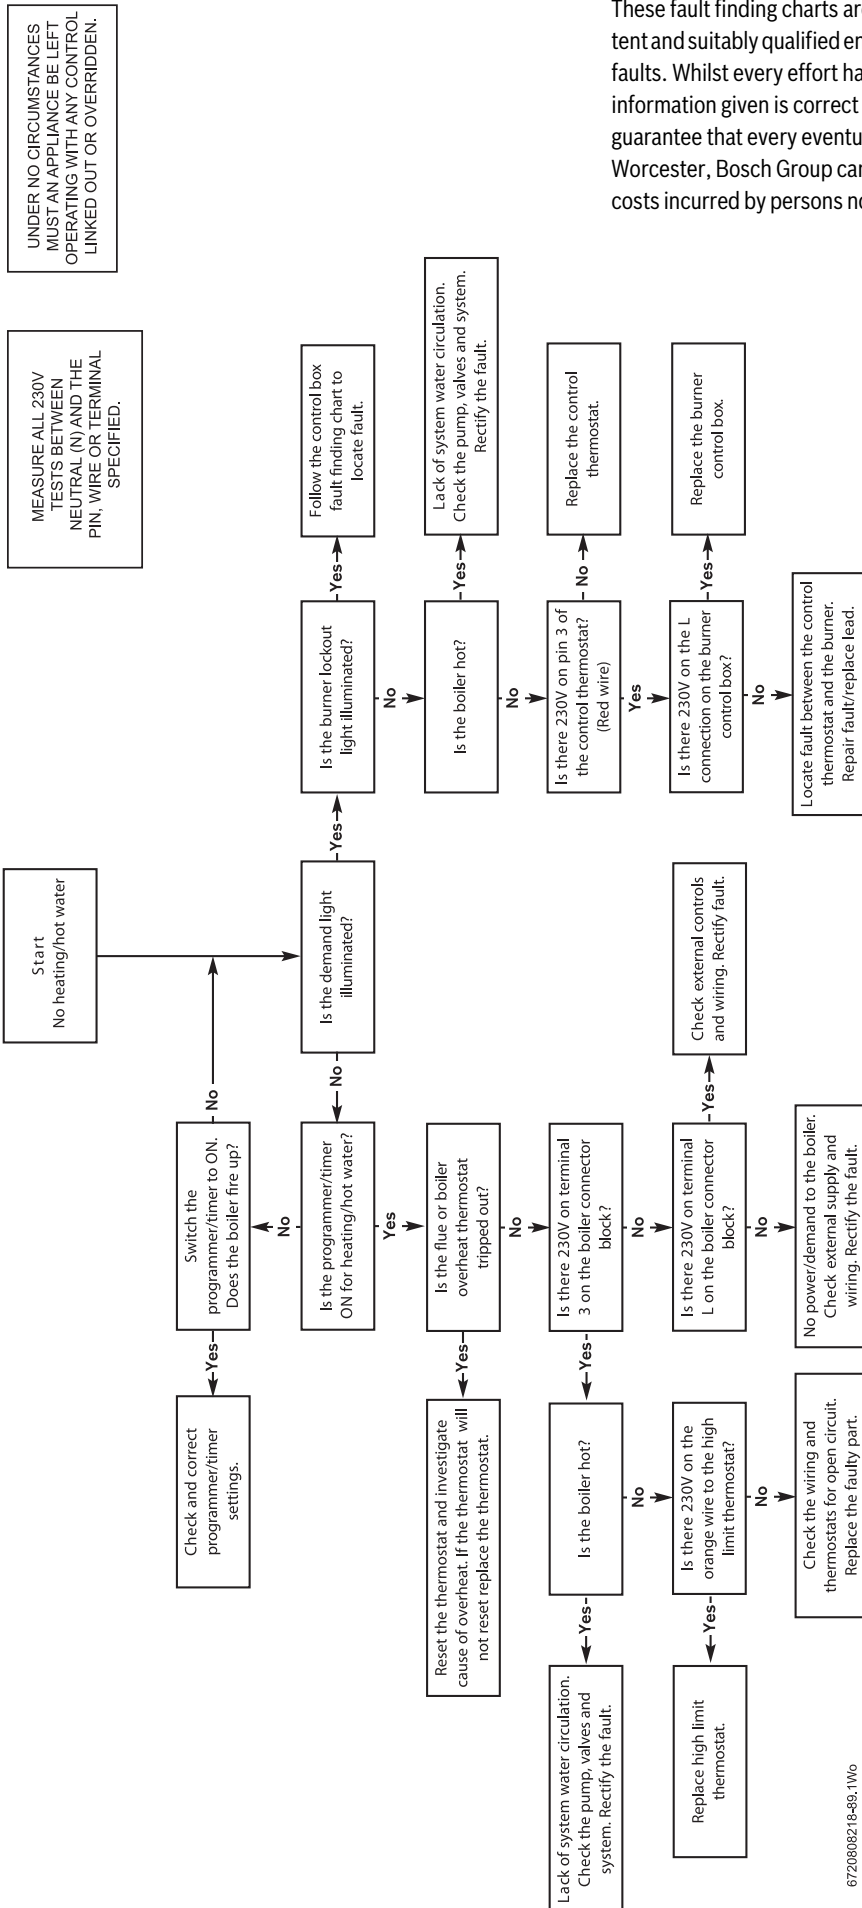 These fault finding charts ar
tent and suitably qualified en
faults. Whilst every effort ha
information given is correct
guarantee that every eventu
Worcester, Bosch Group can
costs incurred by persons no
UNDER NO CIRCUMSTANCES
MUST AN APPLIANCE BE LEFT
OPERATING WITH ANY CONTROL
LINKED OUT OR OVERRIDDEN.
MEASURE ALL 230V
TESTS BETWEEN
NEUTRAL (N) AND THE
PIN, WIRE OR TERMINAL
SPECIFIED.
Start
No heating/hot water
Is the demand light
illuminated?
Yes
No
Is the burner lockout
light illuminated?
Yes
Follow the control box
fault finding chart to
locate fault.
No
Is the boiler hot?
Yes
Lack of system water circulation.
Check the pump, valves and system.
Rectify the fault.
No
Is there 230V on pin 3 of
the control thermostat?
(Red wire)
No
Replace the control
thermostat.
Yes
Is there 230V on the L
connection on the burner
control box?
Yes
Replace the burner
control box.
No
Locate fault between the control
thermostat and the burner.
Repair fault/replace lead.
Is the programmer/timer
ON for heating/hot water?
No
Switch the
programmer/timer to ON.
Does the boiler fire up?
No
Yes
Check and correct
programmer/timer
settings.
Yes
Is the flue or boiler
overheat thermostat
tripped out?
Yes
Reset the thermostat and investigate
cause of overheat. If the thermostat will
not reset replace the thermostat.
No
Is there 230V on terminal
3 on the boiler connector
block?
Yes
Is the boiler hot?
Yes
Lack of system water circulation.
Check the pump, valves and
system. Rectify the fault.
No
Is there 230V on the
orange wire to the high
limit thermostat?
Yes
Replace high limit
thermostat.
No
Check the wiring and
thermostats for open circuit.
Replace the faulty part.
No
Is there 230V on terminal
L on the boiler connector
block?
Yes
Check external controls
and wiring. Rectify fault.
No
No power/demand to the boiler.
Check external supply and
wiring. Rectify the fault.
6720808218-89.1Wo